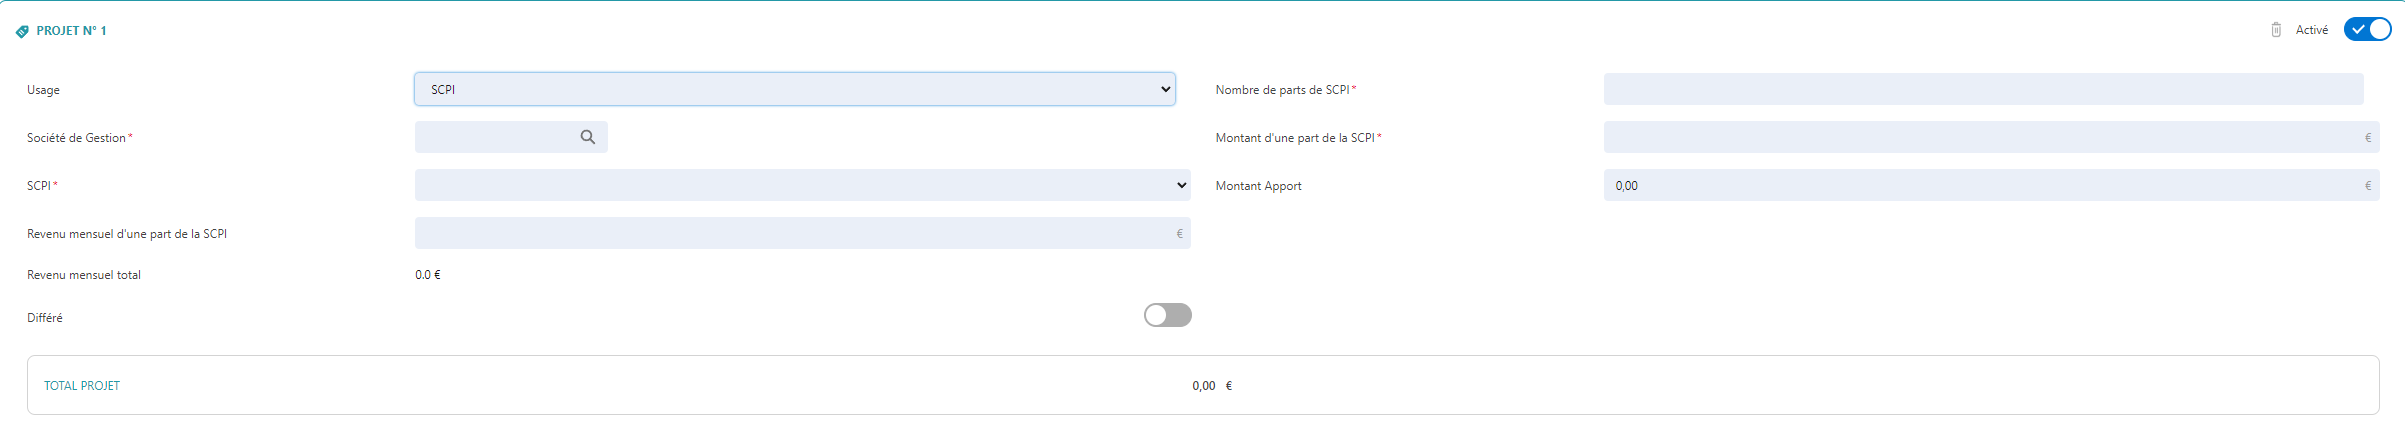 PROJET N° 1
Activé
Usage
SCPI
Nombre de parts de SCPI*
Société de Gestion*
Montant d'une part de la SCPI*
€
SCPI*
Montant Apport
0,00 €
Revenu mensuel d'une part de la SCPI
€
Revenu mensuel total
0.0 €
Différé
TOTAL PROJET
0,00 €